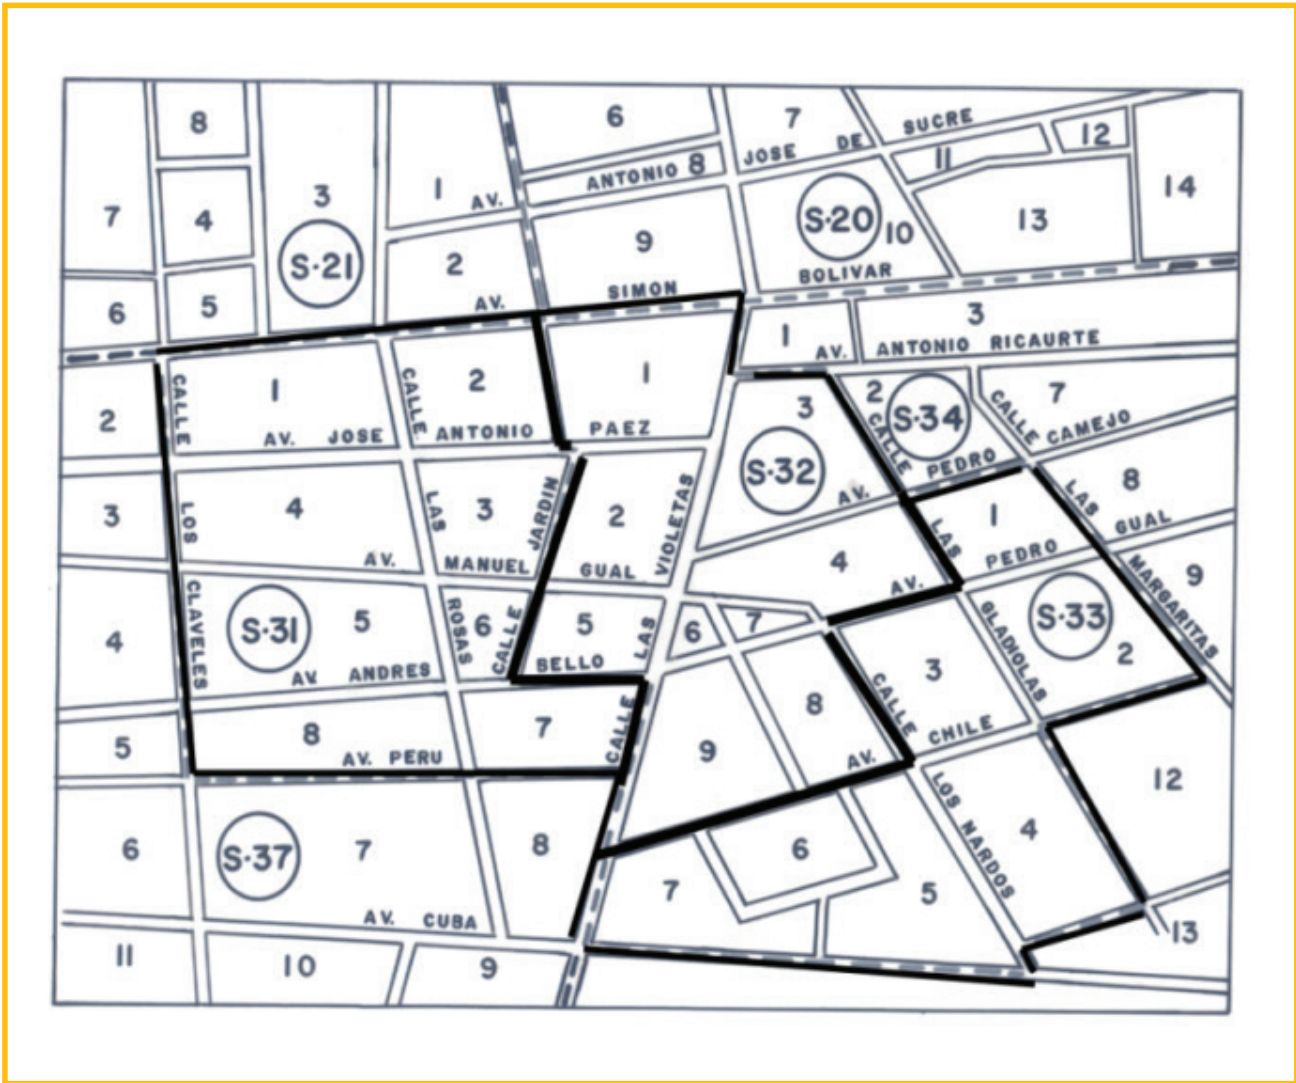 8
6
7
SUCRE
12
DE
JOSE
11
8
ANTONIO
3
1
AV.
14
7
4
S·20
10
13
9
2
S·21
BOLIVAR
SIMON
AV.
6
5
3
1
AV.
ANTONIO RICAURTE
2
CALLE
1
CALLE
2
1
3
2
S·34
7
CALLE
CALLE
CAMEJO
AV. JOSE
ANTONIO
PAEZ
PEDRO
S·32
AV.
8
LAS
3
LOS
4
LAS
3
JARDIN
2
VIOLETAS
LAS
1
GUAL
PEDRO
AV.
MANUEL
GUAL
4
AV.
MARGARITAS
9
CLAVELES
S·31
5
ROSAS
6
CALLE
5
LAS
6
7
GLADIOLAS
S·33
4
AV. ANDRES
BELLO
3
2
CALLE
5
8
AV. PERU
7
CALLE
9
8
AV.
CHILE
12
6
S·37
7
8
6
LOS NARDOS
4
7
5
AV. CUBA
13
11
10
9